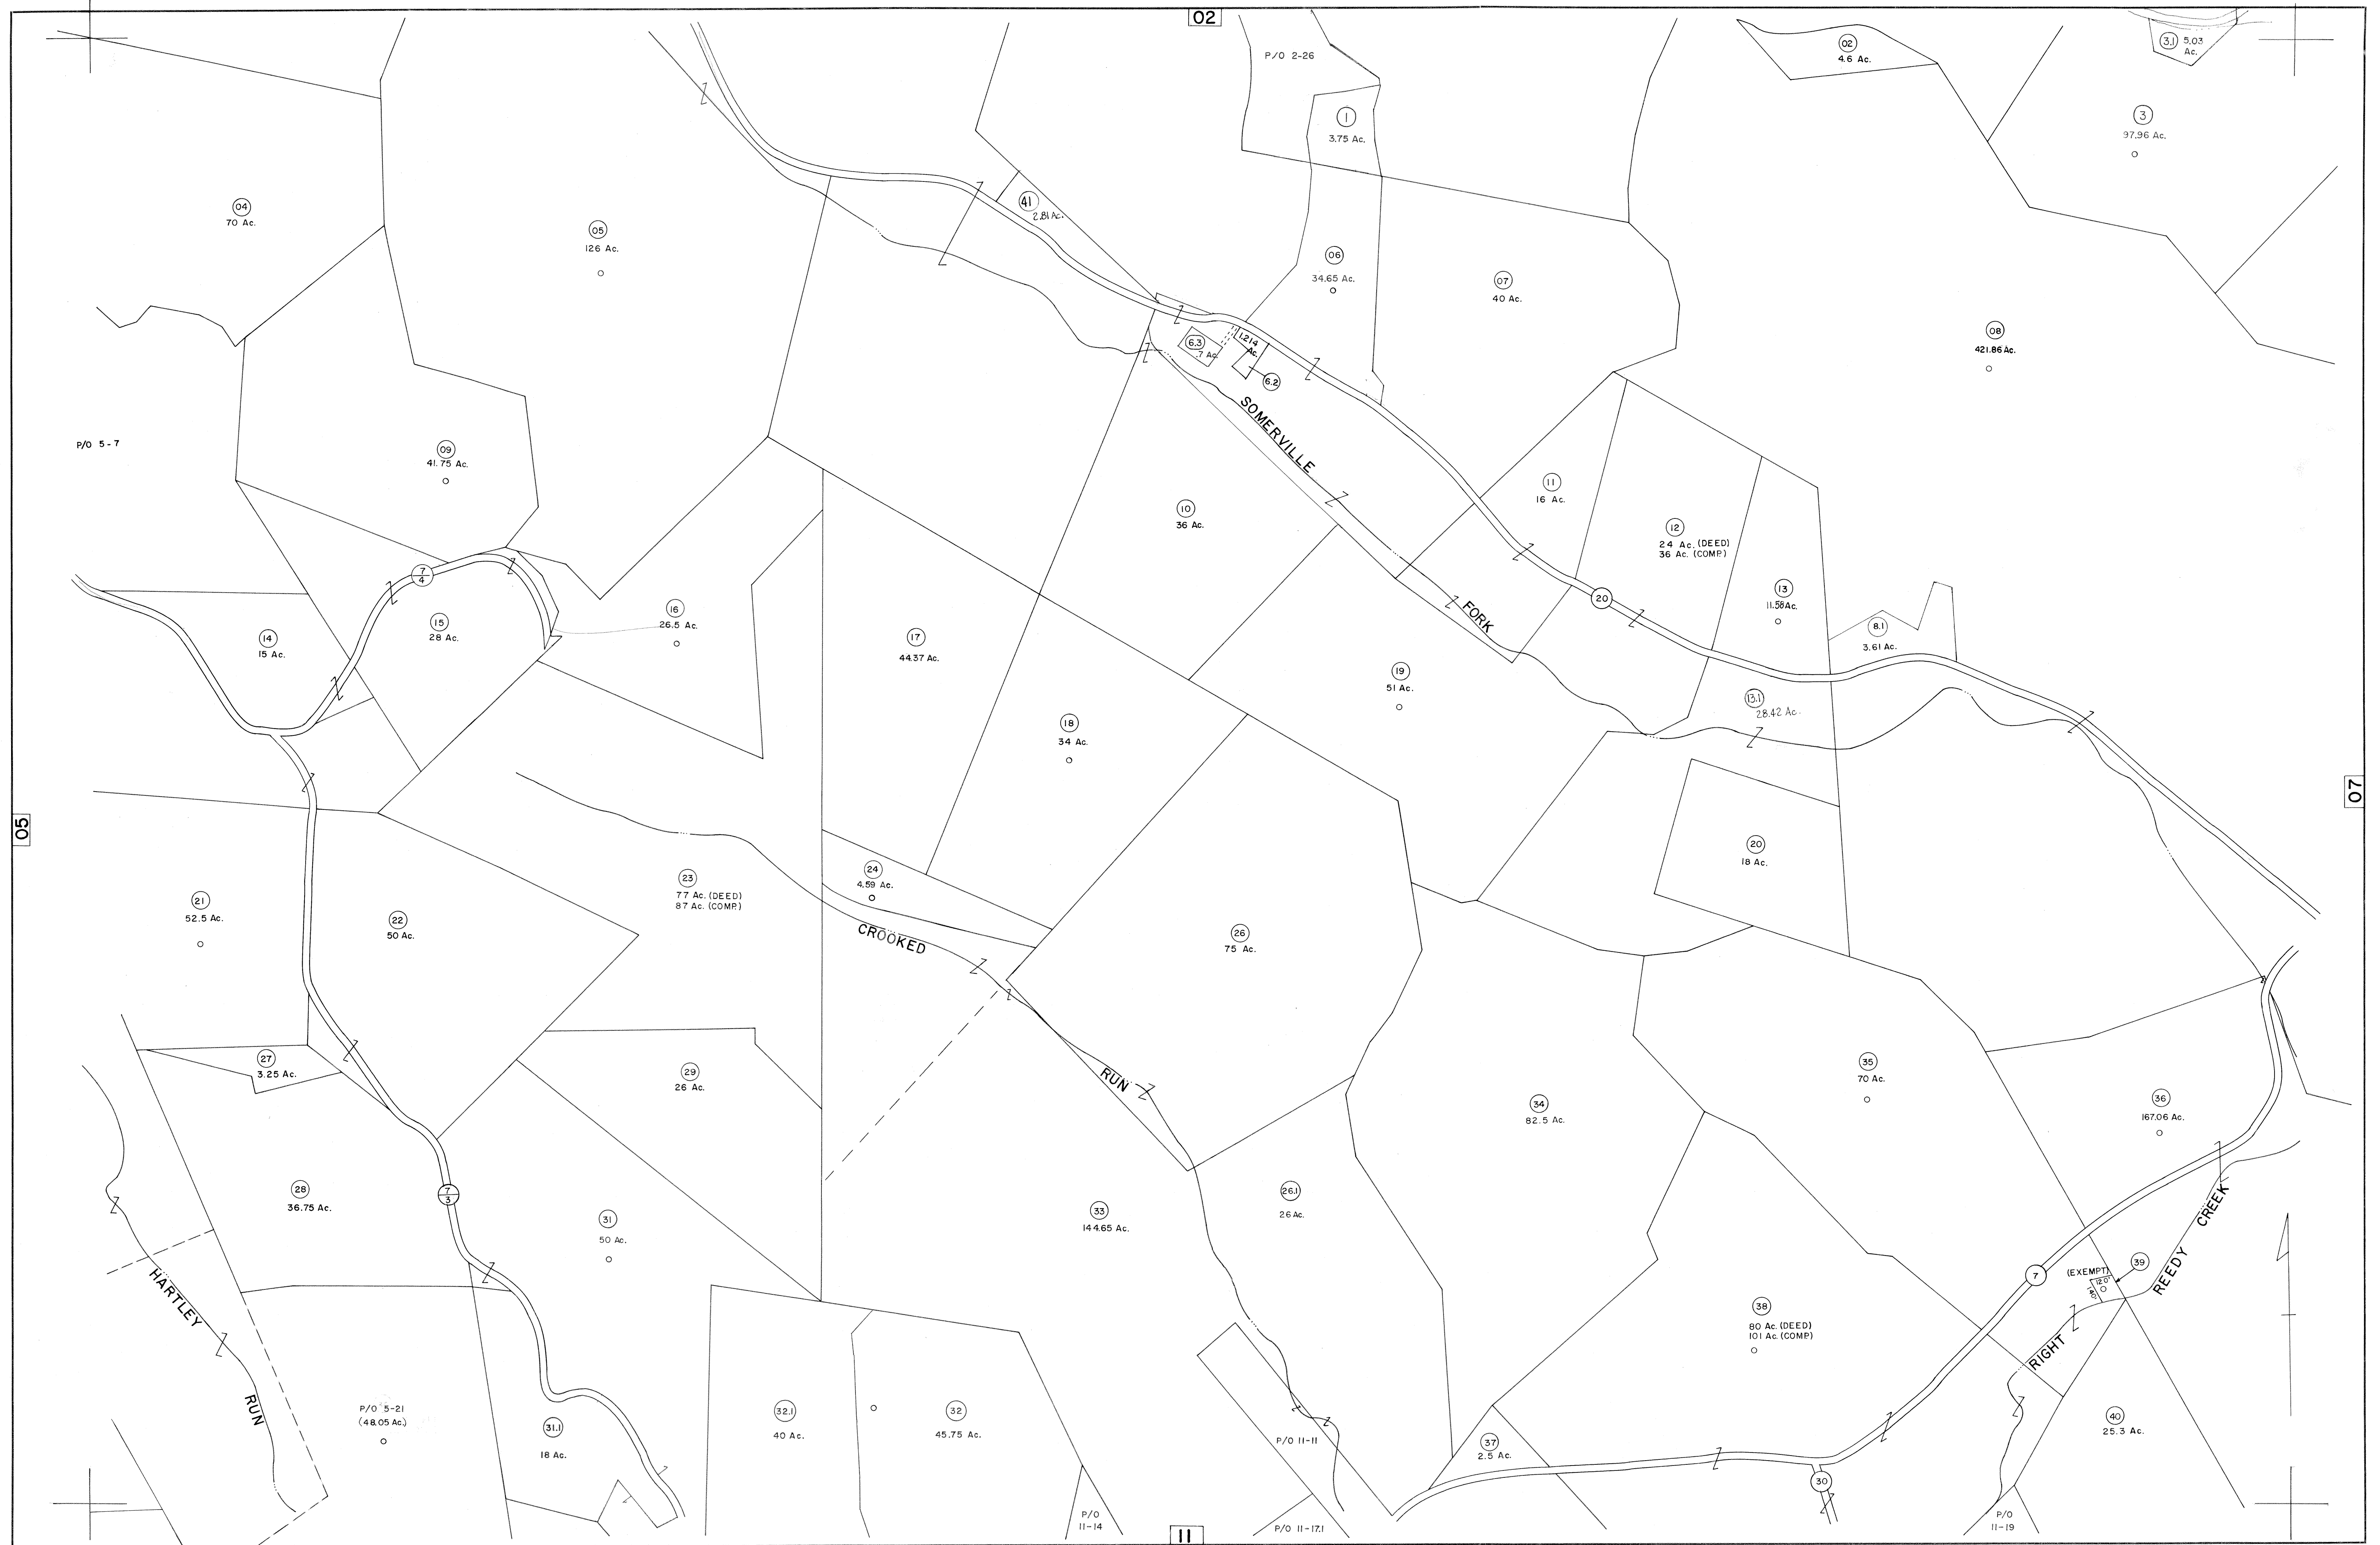 02
P/O 2-26
02
4.6 Ac.
3.1 5.03
Ac.
1
3.75 Ac.
3
97.96 Ac.
04
70 Ac.
41
2.81 Ac.
05
126 Ac.
06
34.65 Ac.
07
40 Ac.
08
421.86 Ac.
6.3
.7 Ac.
1.214
Ac.
6.2
SOMERVILLE
P/O 5-7
09
41.75 Ac.
10
36 Ac.
11
16 Ac.
12
24 Ac. (DEED)
36 Ac. (COMP.)
7
4
20
13
11.58 Ac.
FORK
14
15 Ac.
15
28 Ac.
16
26.5 Ac.
17
44.37 Ac.
8.1
3.61 Ac.
19
51 Ac.
13.1
28.42 Ac.
18
34 Ac.
05
07
20
18 Ac.
21
52.5 Ac.
22
50 Ac.
23
77 Ac. (DEED)
87 Ac. (COMP.)
24
4.59 Ac.
CROOKED
26
75 Ac.
27
3.25 Ac.
29
26 Ac.
RUN
34
82.5 Ac.
35
70 Ac.
36
167.06 Ac.
28
36.75 Ac.
7
3
31
50 Ac.
33
144.65 Ac.
26.1
26 Ac.
CREEK
REEDY
RIGHT
7
(EXEMPT)
120'
140'
39
HARTLEY
RUN
38
80 Ac. (DEED)
101 Ac. (COMP.)
P/O 5-21
(48.05 Ac.)
31.1
18 Ac.
32.1
40 Ac.
32
45.75 Ac.
P/O 11-11
37
2.5 Ac.
40
25.3 Ac.
30
P/O
11-14
P/O 11-17.1
P/O
11-19
11